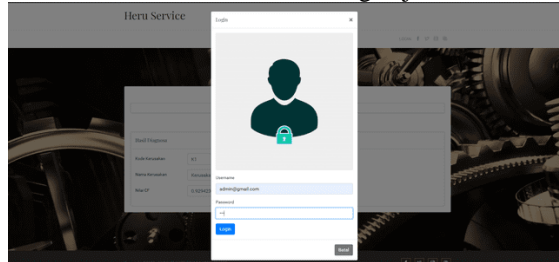 Heru Service
Login
×
Username
admin@gmail.com
Password
Login
Batal
Hasil Diagnosa
Kode Kerusakan
Nama Kerusakan
Nilai CF